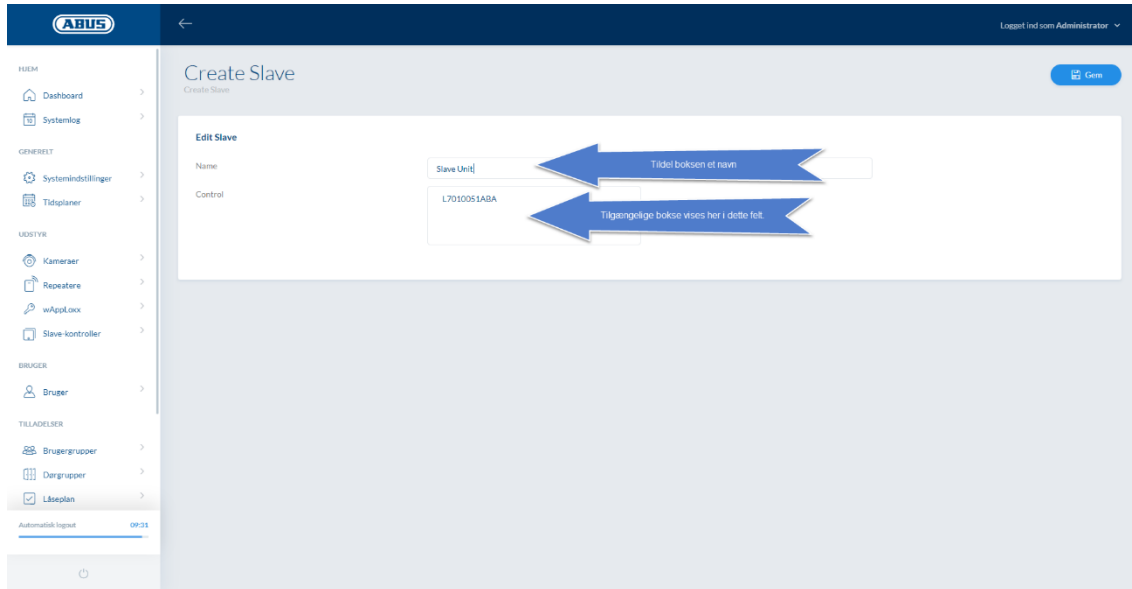 ABUS
←
Logget ind som Administrator
HJEM
Dashboard
Systemlog
GENERELT
Systemindstillinger
Tidsplaner
UDSTYR
Kameraer
Repeatere
wAppLoxx
Slave-kontroller
BRUGER
Bruger
TILLADELSER
Brugergrupper
Dørgrupper
Låseplan
Automatisk logout 09:31
Create Slave
Create Slave
Gem
Edit Slave
Name
Slave Unit
Tildel boksen et navn
Control
L7010051ABA
Tilgængelige bokse vises her i dette felt.